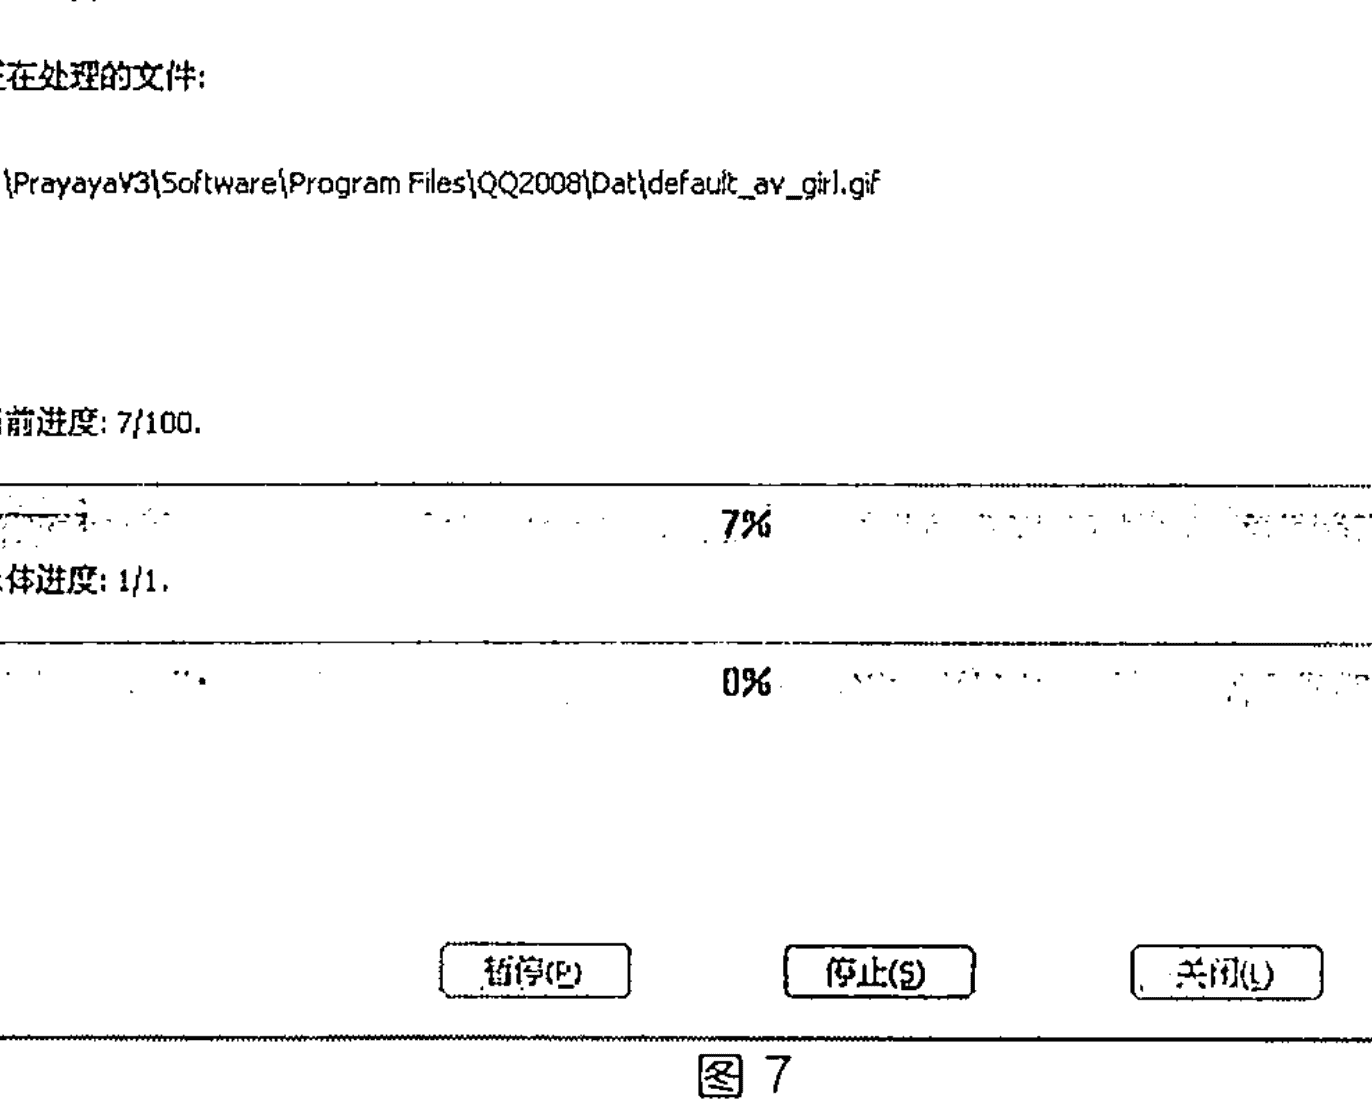 在处理的文件:
\PrayayaV3\Software\Program Files\QQ2008\Dat\default_av_girl.gif
前进度: 7/100.
7%
体进度: 1/1.
0%
暂停(P) 停止(S) 关闭(L)
图 7